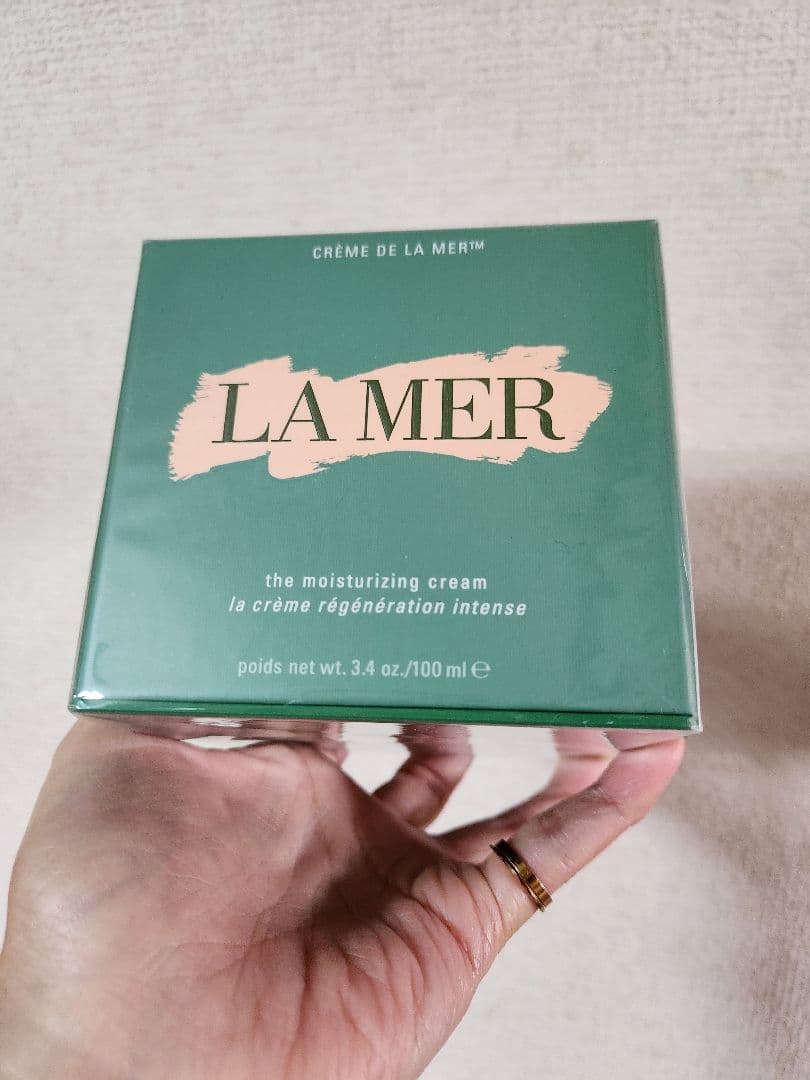 CRÈME DE LA MER™
LA MER
the moisturizing cream
la crème régénération intense
poids net wt. 3.4 oz./100 ml ℮